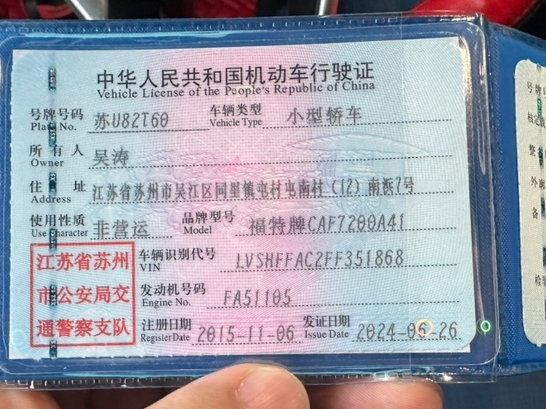 中华人民共和国机动车行驶证
Vehicle License of the People's Republic of China
号牌号码 苏U82T60 车辆类型 小型轿车
Plate No. Vehicle Type
所有人 吴涛
Owner
住址 江苏省苏州市吴江区同里镇屯村屯南村（12）南浜7号
Address
使用性质 非营运 品牌型号 福特牌CAF7200A41
Use Character Model
江苏省苏州
市公安局交
通警察支队
车辆识别代号 LVSHFFAC2FF351868
VIN
发动机号码 FA51105
Engine No.
注册日期 2015-11-06 发证日期 2024-06-26
Register Date Issue Date